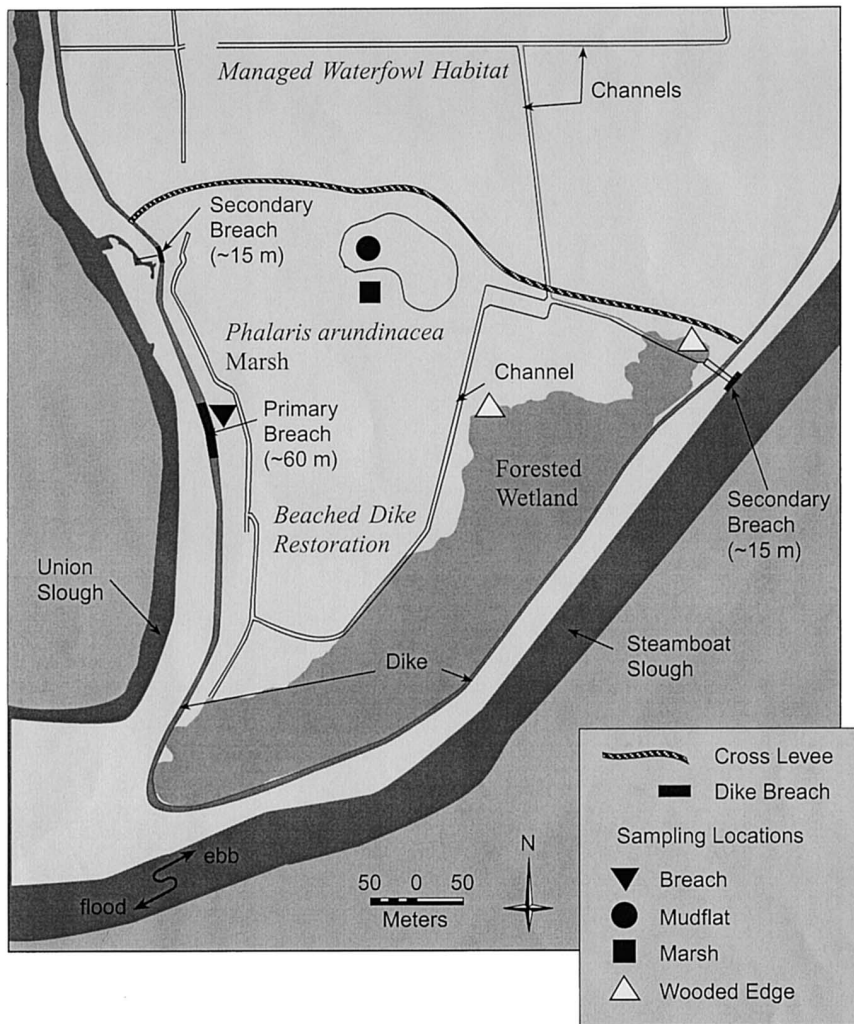 Managed Waterfowl Habitat
Channels
Secondary
Breach
(~15 m)
Phalaris arundinacea
Marsh
Channel
Primary
Breach
(~60 m)
Forested
Wetland
Beached Dike
Restoration
Secondary
Breach
(~15 m)
Union
Slough
Steamboat
Slough
Dike
ebb
flood
50 0 50
Meters
N
Cross Levee
Dike Breach
Sampling Locations
Breach
Mudflat
Marsh
Wooded Edge